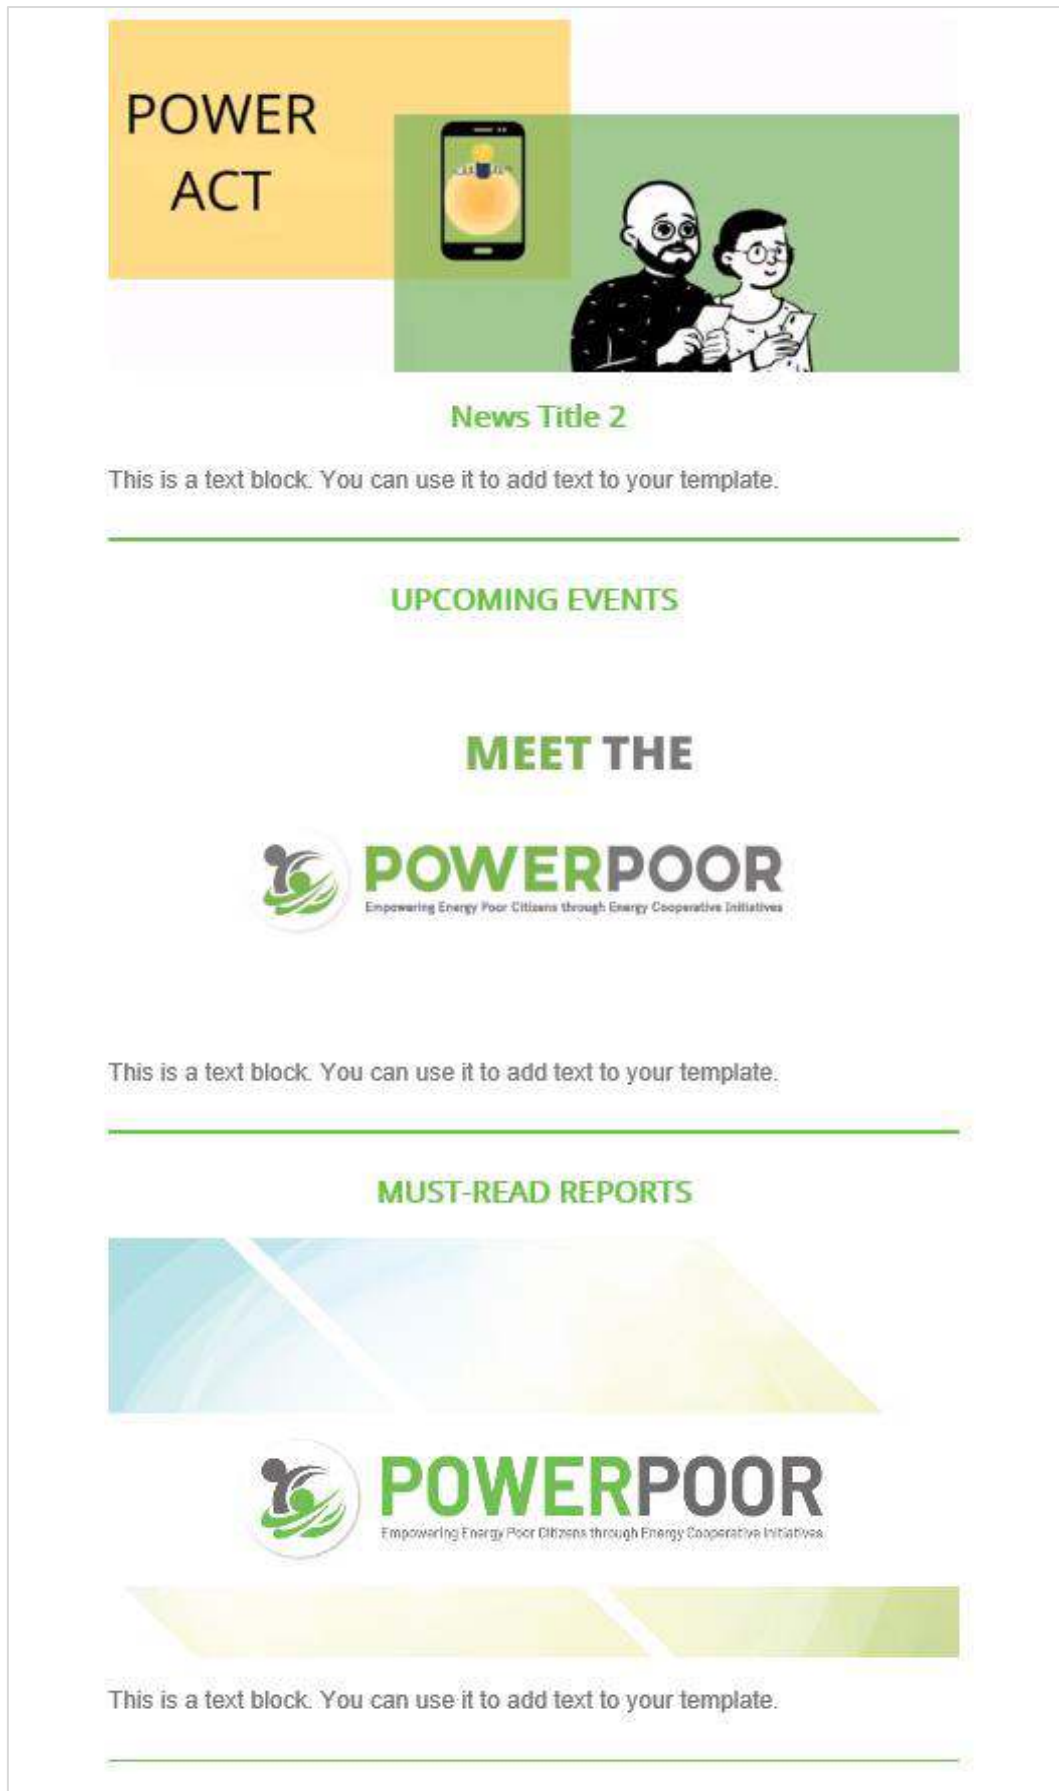 POWER
ACT
News Title 2
This is a text block. You can use it to add text to your template.
UPCOMING EVENTS
MEET THE
POWERPOOR
Empowering Energy Poor Citizens through Energy Cooperative Initiatives
This is a text block. You can use it to add text to your template.
MUST-READ REPORTS
POWERPOOR
Empowering Energy Poor Citizens through Energy Cooperative Initiatives
This is a text block. You can use it to add text to your template.